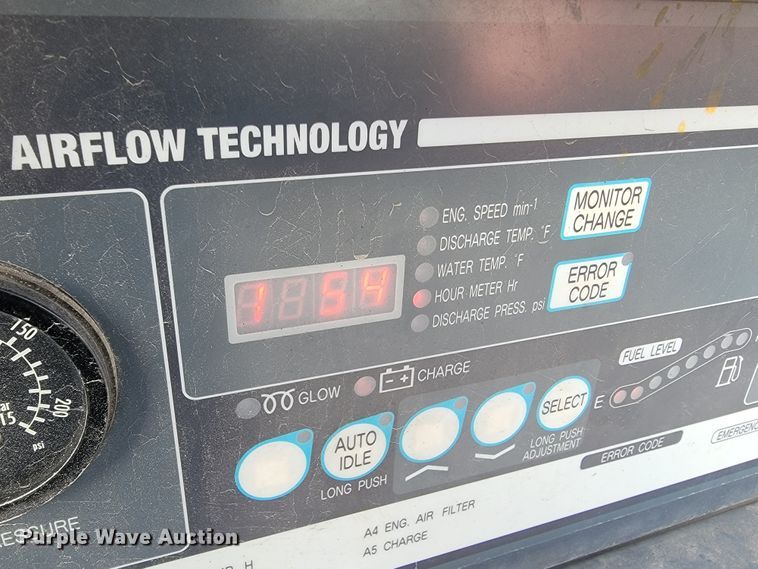 AIRFLOW TECHNOLOGY
ENG. SPEED min-1
DISCHARGE TEMP. °F
WATER TEMP. °F
HOUR METER Hr
DISCHARGE PRESS. psi
MONITOR
CHANGE
ERROR
CODE
150
200
15
psi
GLOW
CHARGE
FUEL LEVEL
E
AUTO
IDLE
LONG PUSH
SELECT
LONG PUSH
ADJUSTMENT
ERROR CODE
A4 ENG. AIR FILTER
A5 CHARGE
Purple Wave Auction